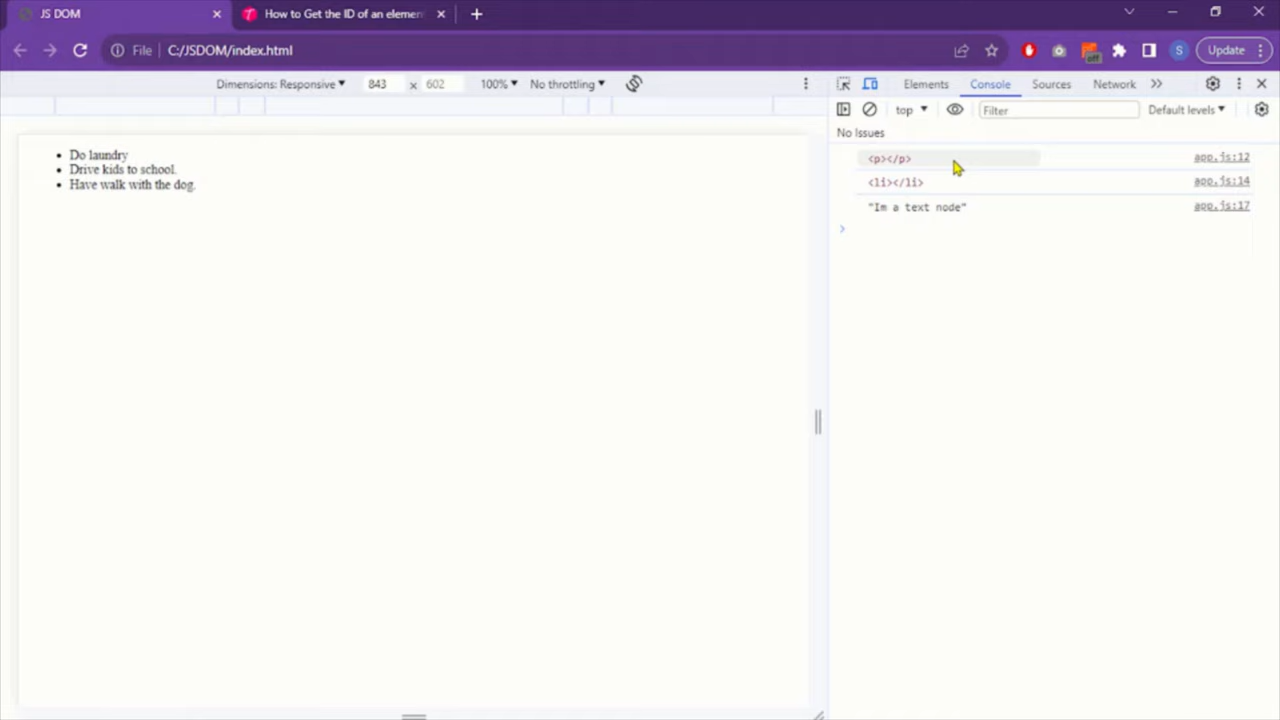 JS DOM
How to Get the ID of an elemen
File C:/JSDOM/index.html
S
Update
Dimensions: Responsive 843 x 602 100% No throttling
Elements Console Sources Network
top Filter Default levels
No Issues
<p></p> app.js:12
<li></li> app.js:14
"Im a text node" app.js:17
Do laundry
Drive kids to school.
Have walk with the dog.